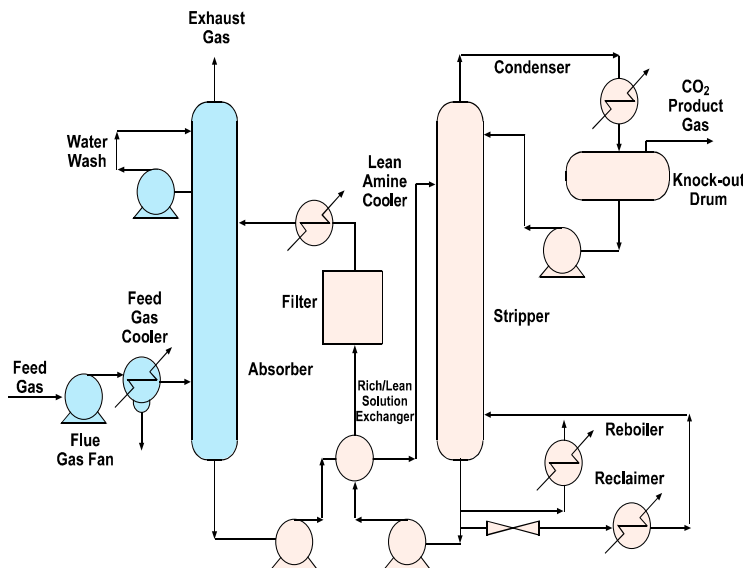 Exhaust
Gas
Condenser
CO₂
Product
Gas
Water
Wash
Lean
Amine
Cooler
Knock-out
Drum
Feed
Gas
Cooler
Filter
Stripper
Feed
Gas
Absorber
Rich/Lean
Solution
Exchanger
Flue
Gas Fan
Reboiler
Reclaimer